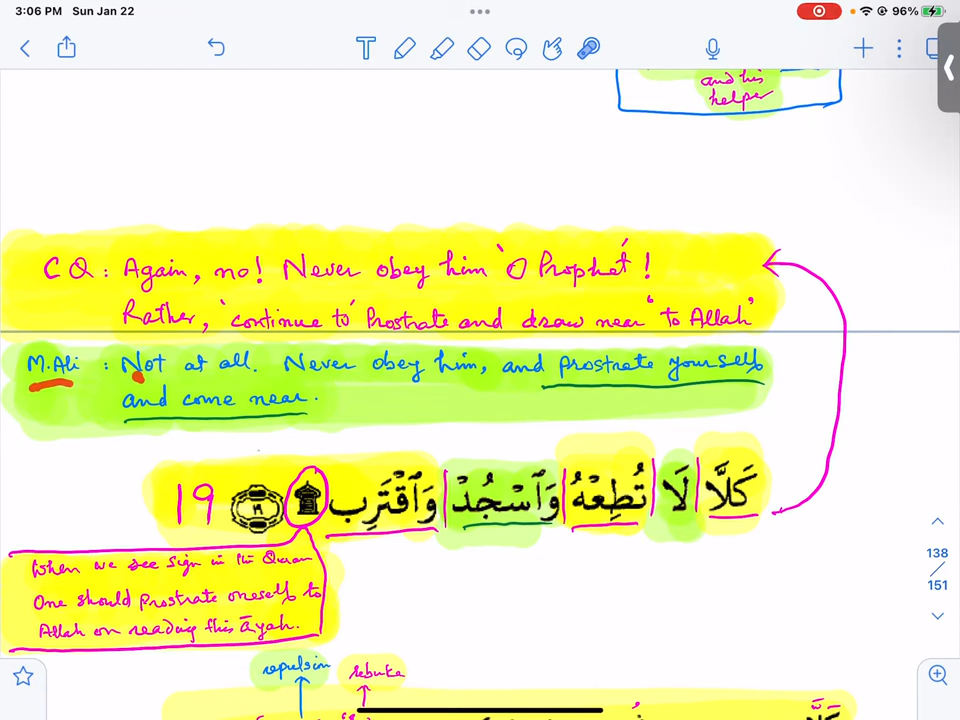 3:06 PM Sun Jan 22
96%
and his
helper
CQ: Again, no! Never obey him 'O Prophet'!
Rather, 'continue to' Prostrate and draw near "to Allah"
M.Ali : Not at all. Never obey him, and prostrate yourself
and come near.
كَلَّا لَا تُطِعْهُ وَٱسْجُدْ وَٱقْتَرِب ۩ ١٩ 19
When we see sign in the Quran
One should prostrate oneself to
Allah on reading this āyah.
138
151
repulsion rebuke